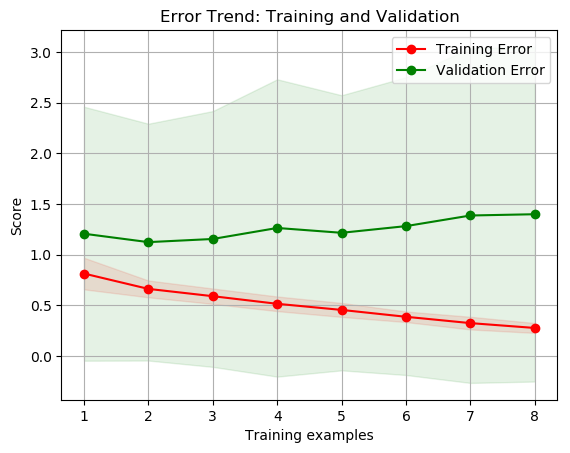 Error Trend: Training and Validation
Training Error
Validation Error
3.0
2.5
2.0
1.5
1.0
0.5
0.0
Score
1 2 3 4 5 6 7 8
Training examples